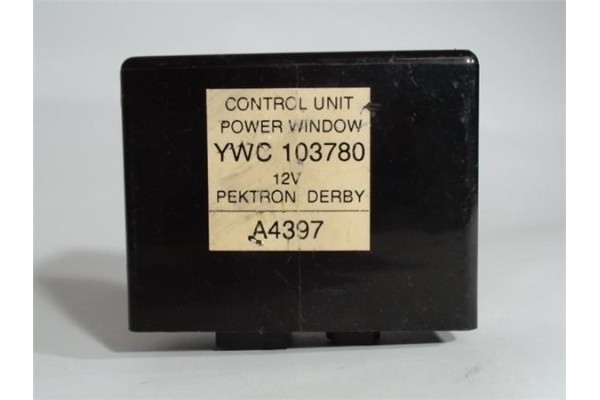 CONTROL UNIT
POWER WINDOW
YWC 103780
12V
PEKTRON DERBY
A4397